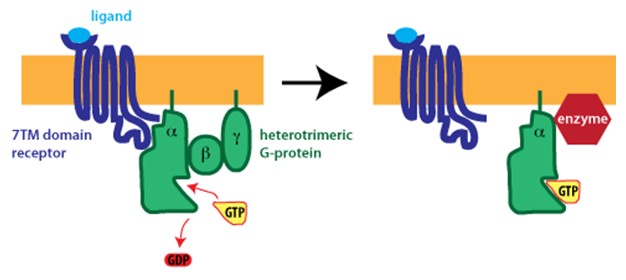 ligand
7TM domain
receptor
α
β
γ
heterotrimeric
G-protein
GTP
GDP
α
enzyme
GTP